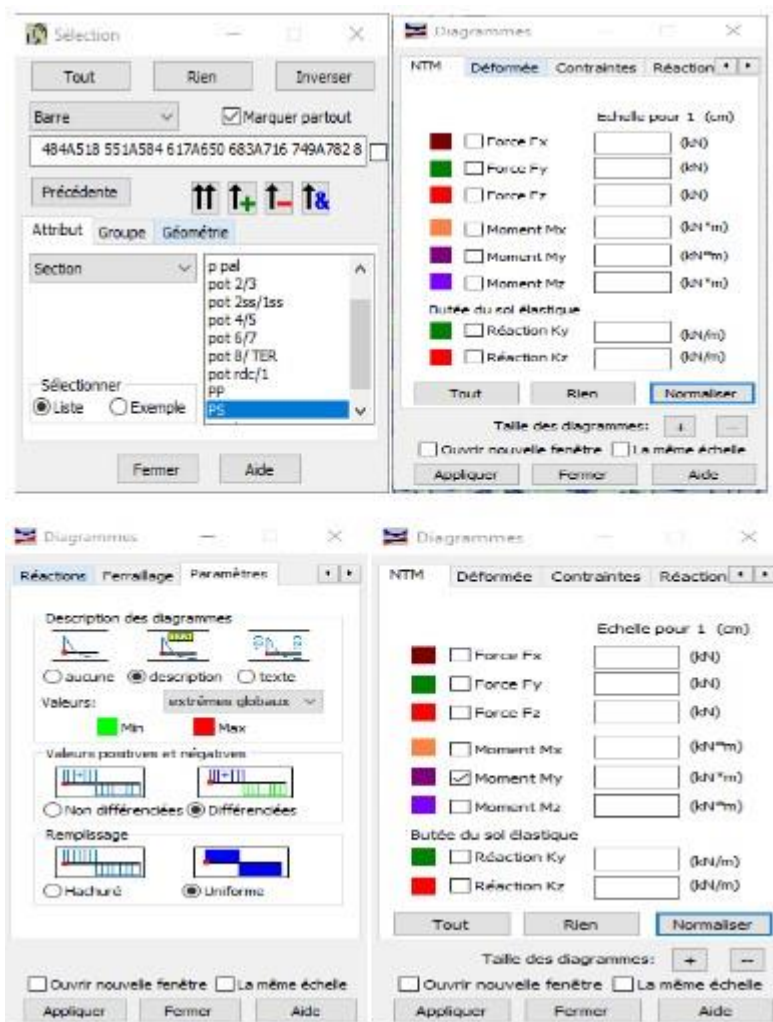 Sélection
Tout Rien Inverser
Barre Marquer partout
484A518 551A584 617A650 683A716 749A782 8
Précédente
Attribut Groupe Géométrie
Section
p pal
pot 2/3
pot 2ss/1ss
pot 4/5
pot 6/7
pot 8/ TER
pot rdc/1
PP
PS
Sélectionner
Liste Exemple
Fermer Aide
Diagrammes
NTM Déformée Contraintes Réaction
Echelle pour 1 (cm)
Force Fx (kN)
Force Fy (kN)
Force Fz (kN)
Moment Mx (kN*m)
Moment My (kN*m)
Moment Mz (kN*m)
Butée du sol élastique
Réaction Ky (kN/m)
Réaction Kz (kN/m)
Tout Rien Normaliser
Taille des diagrammes: + --
Ouvrir nouvelle fenêtre La même échelle
Appliquer Fermer Aide
Diagrammes
Réactions Ferraillage Paramètres
Description des diagrammes
aucune description texte
Valeurs: extrêmes globaux
Min Max
Valeurs positives et négatives
Non différenciées Différenciées
Remplissage
Hachuré Uniforme
Ouvrir nouvelle fenêtre La même échelle
Appliquer Fermer Aide
Diagrammes
NTM Déformée Contraintes Réaction
Echelle pour 1 (cm)
Force Fx (kN)
Force Fy (kN)
Force Fz (kN)
Moment Mx (kN*m)
Moment My (kN*m)
Moment Mz (kN*m)
Butée du sol élastique
Réaction Ky (kN/m)
Réaction Kz (kN/m)
Tout Rien Normaliser
Taille des diagrammes: + --
Ouvrir nouvelle fenêtre La même échelle
Appliquer Fermer Aide